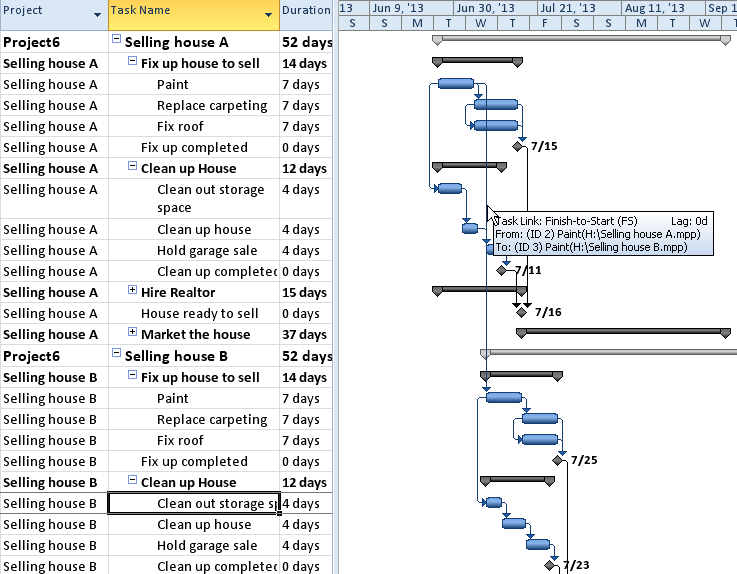 Project Task Name Duration 13 Jun 9, '13 Jun 30, '13 Jul 21, '13 Aug 11, '13 Sep 1
S S M T W T F S S M T W T
Project6 Selling house A 52 days
Selling house A Fix up house to sell 14 days
Selling house A Paint 7 days
Selling house A Replace carpeting 7 days
Selling house A Fix roof 7 days
Selling house A Fix up completed 0 days 7/15
Selling house A Clean up House 12 days
Selling house A Clean out storage 4 days
space
Task Link: Finish-to-Start (FS) Lag: 0d
Selling house A Clean up house 4 days
From: (ID 2) Paint(H:\Selling house A.mpp)
To: (ID 3) Paint(H:\Selling house B.mpp)
Selling house A Hold garage sale 4 days
Selling house A Clean up completed 0 days 7/11
Selling house A Hire Realtor 15 days
Selling house A House ready to sell 0 days 7/16
Selling house A Market the house 37 days
Project6 Selling house B 52 days
Selling house B Fix up house to sell 14 days
Selling house B Paint 7 days
Selling house B Replace carpeting 7 days
Selling house B Fix roof 7 days
Selling house B Fix up completed 0 days 7/25
Selling house B Clean up House 12 days
Selling house B Clean out storage sp 4 days
Selling house B Clean up house 4 days
Selling house B Hold garage sale 4 days
Selling house B Clean up completed 0 days 7/23